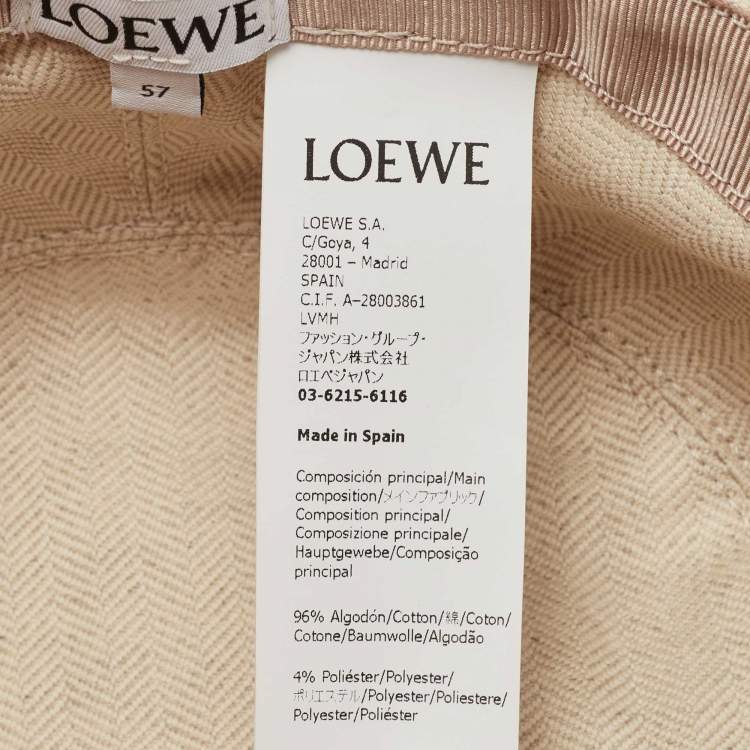 LOEWE
57
LOEWE
LOEWE S.A.
C/Goya, 4
28001 – Madrid
SPAIN
C.I.F. A–28003861
LVMH
ファッション・グループ・
ジャパン株式会社
ロエベジャパン
03-6215-6116
Made in Spain
Composición principal/Main
composition/メインファブリック/
Composition principal/
Composizione principale/
Hauptgewebe/Composição
principal
96% Algodón/Cotton/綿/Coton/
Cotone/Baumwolle/Algodão
4% Poliéster/Polyester/
ポリエステル/Polyester/Poliestere/
Polyester/Poliéster